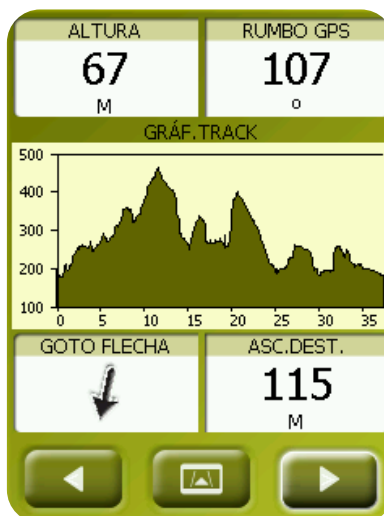 ALTURA
67
M
RUMBO GPS
107
o
GRÁF.TRACK
500
400
300
200
100
0 5 10 15 20 25 30 35
GOTO FLECHA
ASC.DEST.
115
M